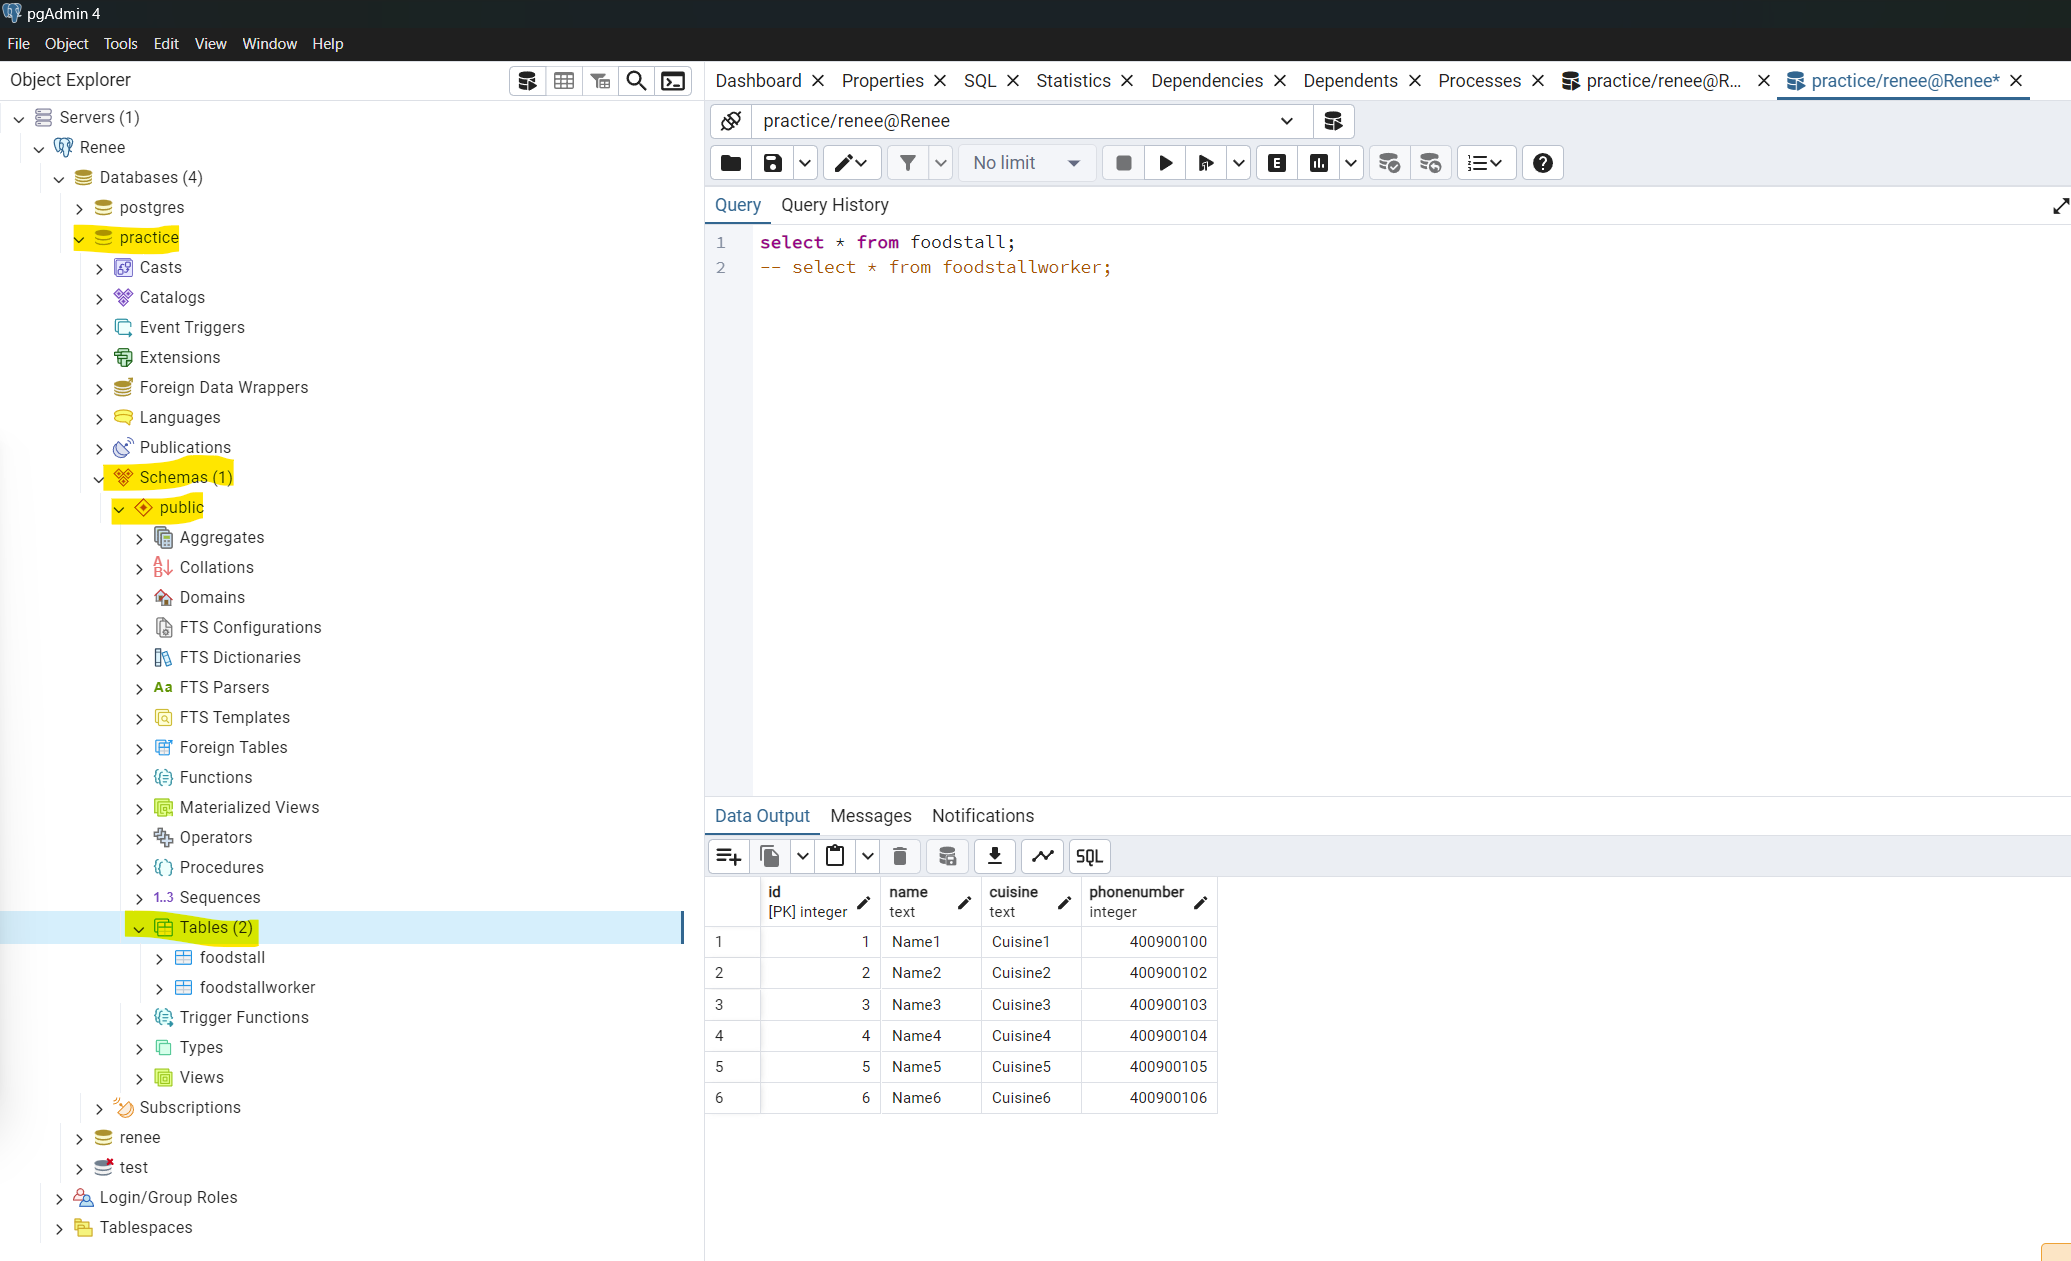 pgAdmin 4
File Object Tools Edit View Window Help
Object Explorer
Servers (1)
Renee
Databases (4)
postgres
practice
Casts
Catalogs
Event Triggers
Extensions
Foreign Data Wrappers
Languages
Publications
Schemas (1)
public
Aggregates
Collations
Domains
FTS Configurations
FTS Dictionaries
Aa FTS Parsers
FTS Templates
Foreign Tables
Functions
Materialized Views
Operators
Procedures
1..3 Sequences
Tables (2)
foodstall
foodstallworker
Trigger Functions
Types
Views
Subscriptions
renee
test
Login/Group Roles
Tablespaces
Dashboard Properties SQL Statistics Dependencies Dependents Processes practice/renee@R... practice/renee@Renee*
practice/renee@Renee
No limit E
Query Query History
1 select * from foodstall;
2 -- select * from foodstallworker;
Data Output Messages Notifications
SQL
id name cuisine phonenumber
[PK] integer text text integer
1 1 Name1 Cuisine1 400900100
2 2 Name2 Cuisine2 400900102
3 3 Name3 Cuisine3 400900103
4 4 Name4 Cuisine4 400900104
5 5 Name5 Cuisine5 400900105
6 6 Name6 Cuisine6 400900106